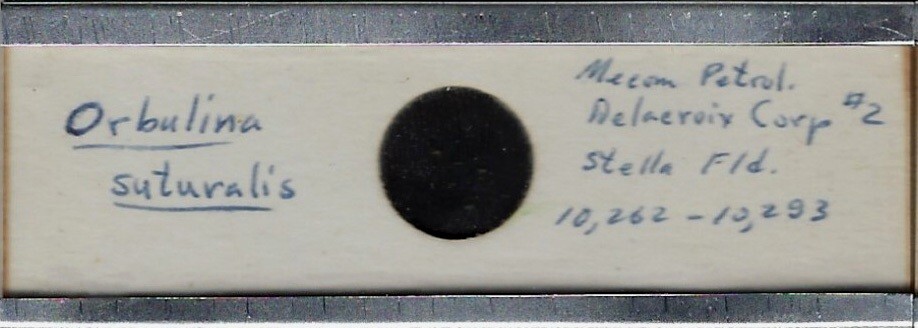 Orbulina
suturalis
Mecom Petrol.
Delacroix Corp #2
Stella Fld.
10,262 - 10,293